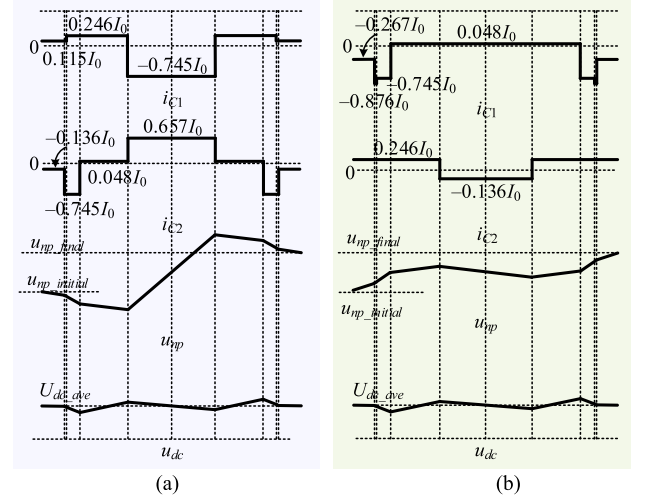 0.246I0
0
0.115I0
−0.745I0
iC1
−0.136I0
0.657I0
0
0.048I0
−0.745I0
iC2
unp_final
unp_initial
unp
Udc_ave
udc
(a)
−0.267I0
0.048I0
0
−0.745I0
−0.876I0
iC1
0.246I0
0
−0.136I0
iC2
unp_final
unp_initial
unp
Udc_ave
udc
(b)